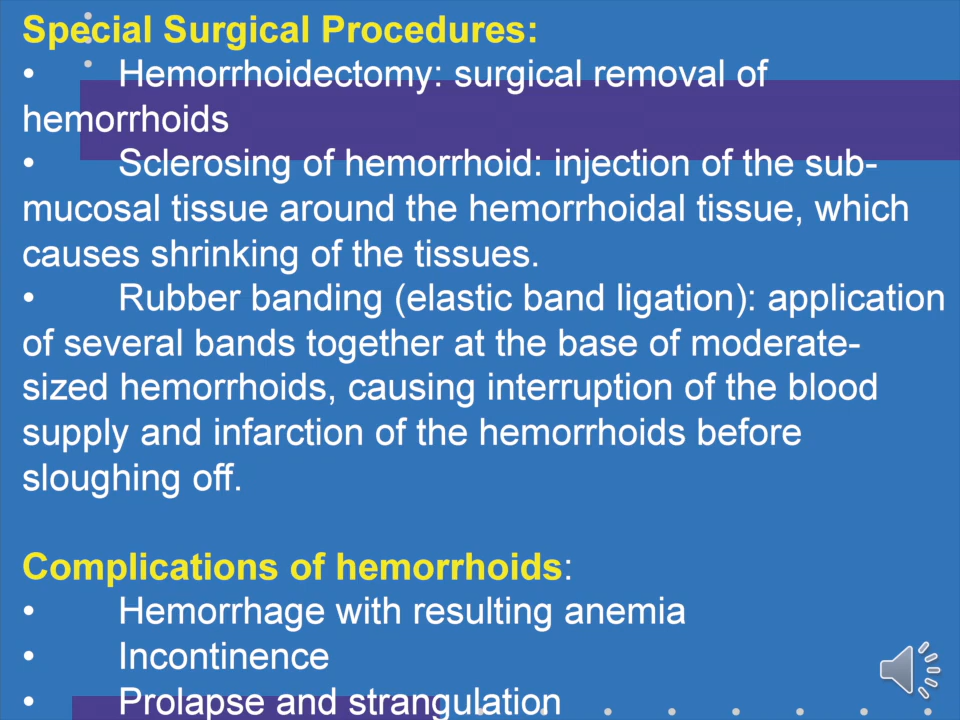 Special Surgical Procedures:
• Hemorrhoidectomy: surgical removal of
hemorrhoids
• Sclerosing of hemorrhoid: injection of the sub-
mucosal tissue around the hemorrhoidal tissue, which
causes shrinking of the tissues.
• Rubber banding (elastic band ligation): application
of several bands together at the base of moderate-
sized hemorrhoids, causing interruption of the blood
supply and infarction of the hemorrhoids before
sloughing off.
Complications of hemorrhoids:
• Hemorrhage with resulting anemia
• Incontinence
• Prolapse and strangulation